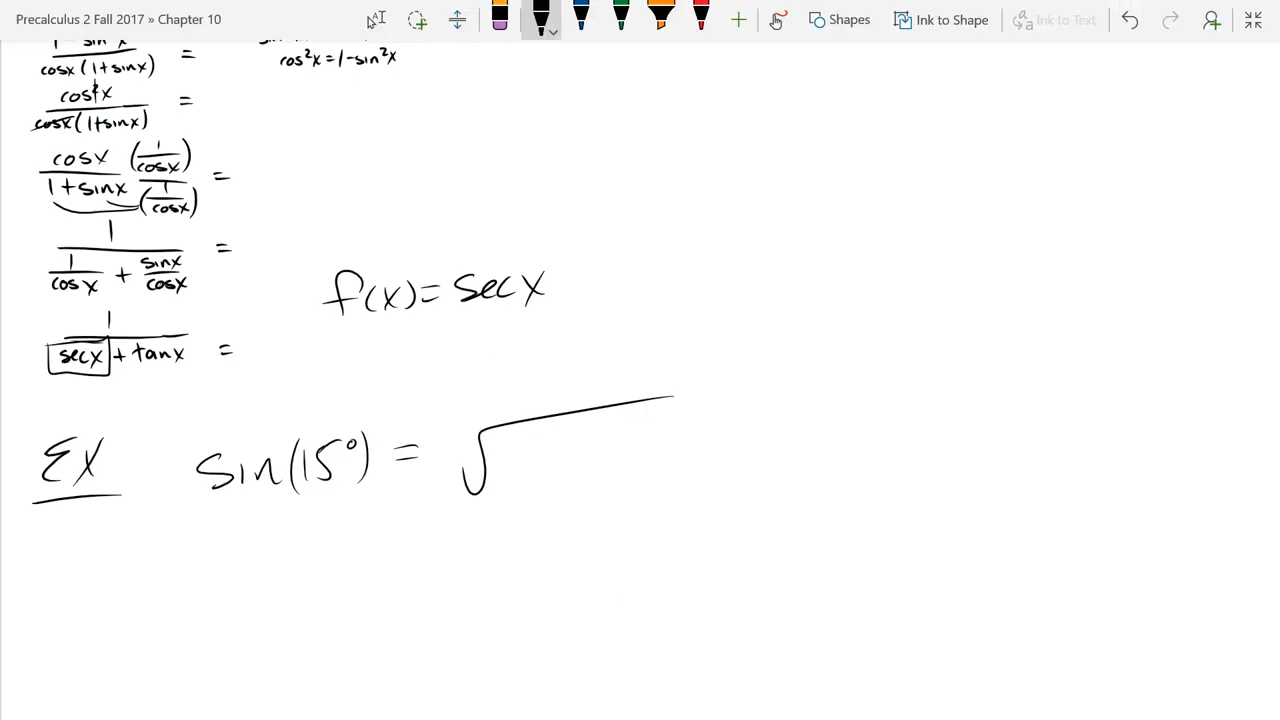 Precalculus 2 Fall 2017 » Chapter 10
Shapes
Ink to Shape
Ink to Text
cosx(1+sinx) =
cos²x = 1-sin²x
cos²x
cosx(1+sinx) =
cosx (1/cosx)
1+sinx (1/cosx) =
1
1/cosx + sinx/cosx =
f(x) = secx
1
secx + tanx =
EX sin(15°) = √